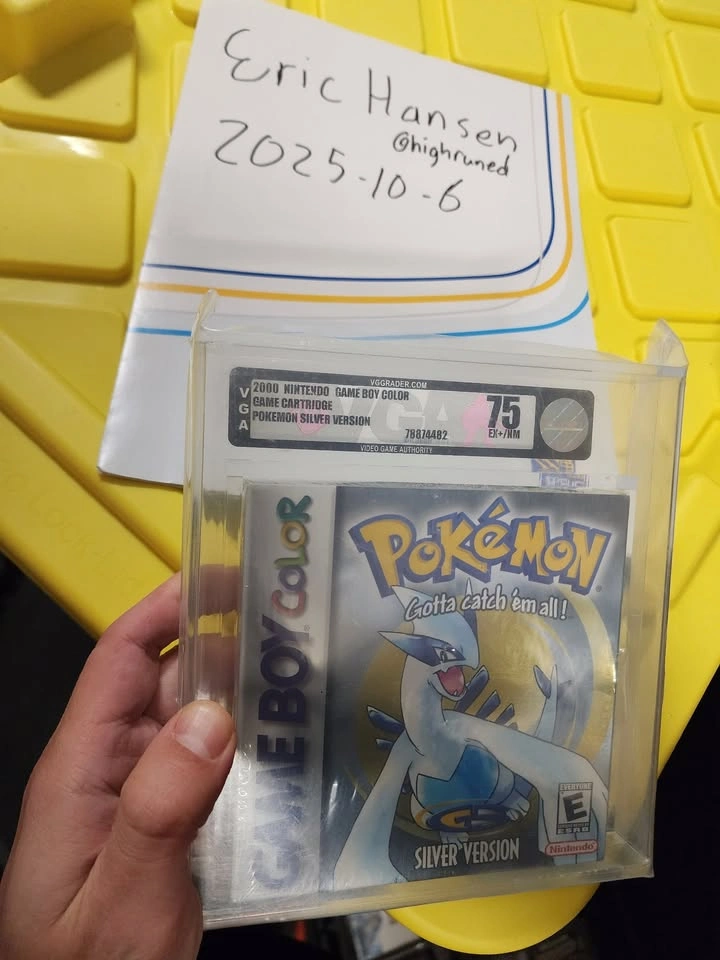 Eric Hansen
@highruned
2025-10-6
VGGRADER.COM
VGA
2000 NINTENDO GAME BOY COLOR
GAME CARTRIDGE
POKEMON SILVER VERSION
78874482
75
EX+/NM
VGA
VIDEO GAME AUTHORITY
GAME BOY COLOR
POKéMON
Gotta catch 'em all!
SILVER VERSION
EVERYONE
E
ESRB
Nintendo